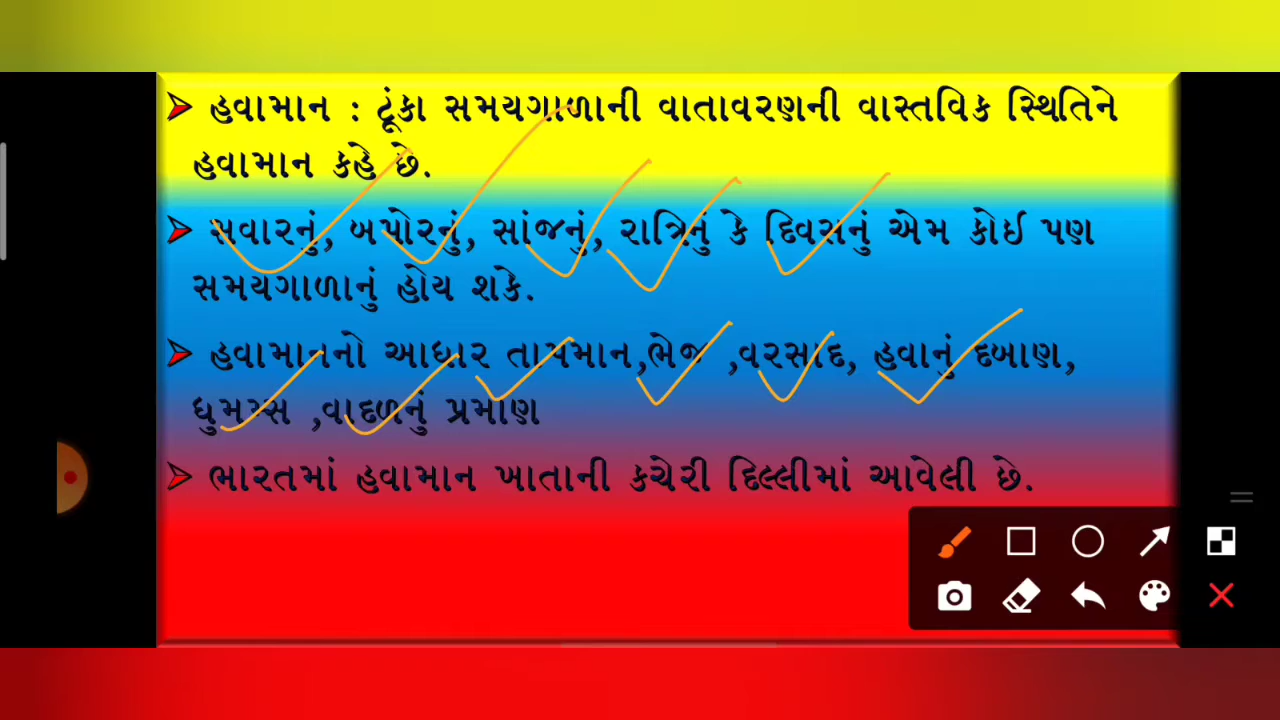 હવામાન : ટૂંકા સમયગાળાની વાતાવરણની વાસ્તવિક સ્થિતિને
હવામાન કહે છે.
સવારનું, બપોરનું, સાંજનું, રાત્રિનું કે દિવસનું એમ કોઈ પણ
સમયગાળાનું હોય શકે.
હવામાનનો આધાર તાપમાન,ભેજ ,વરસાદ, હવાનું દબાણ,
ધુમ્મસ ,વાદળનું પ્રમાણ
ભારતમાં હવામાન ખાતાની કચેરી દિલ્લીમાં આવેલી છે.